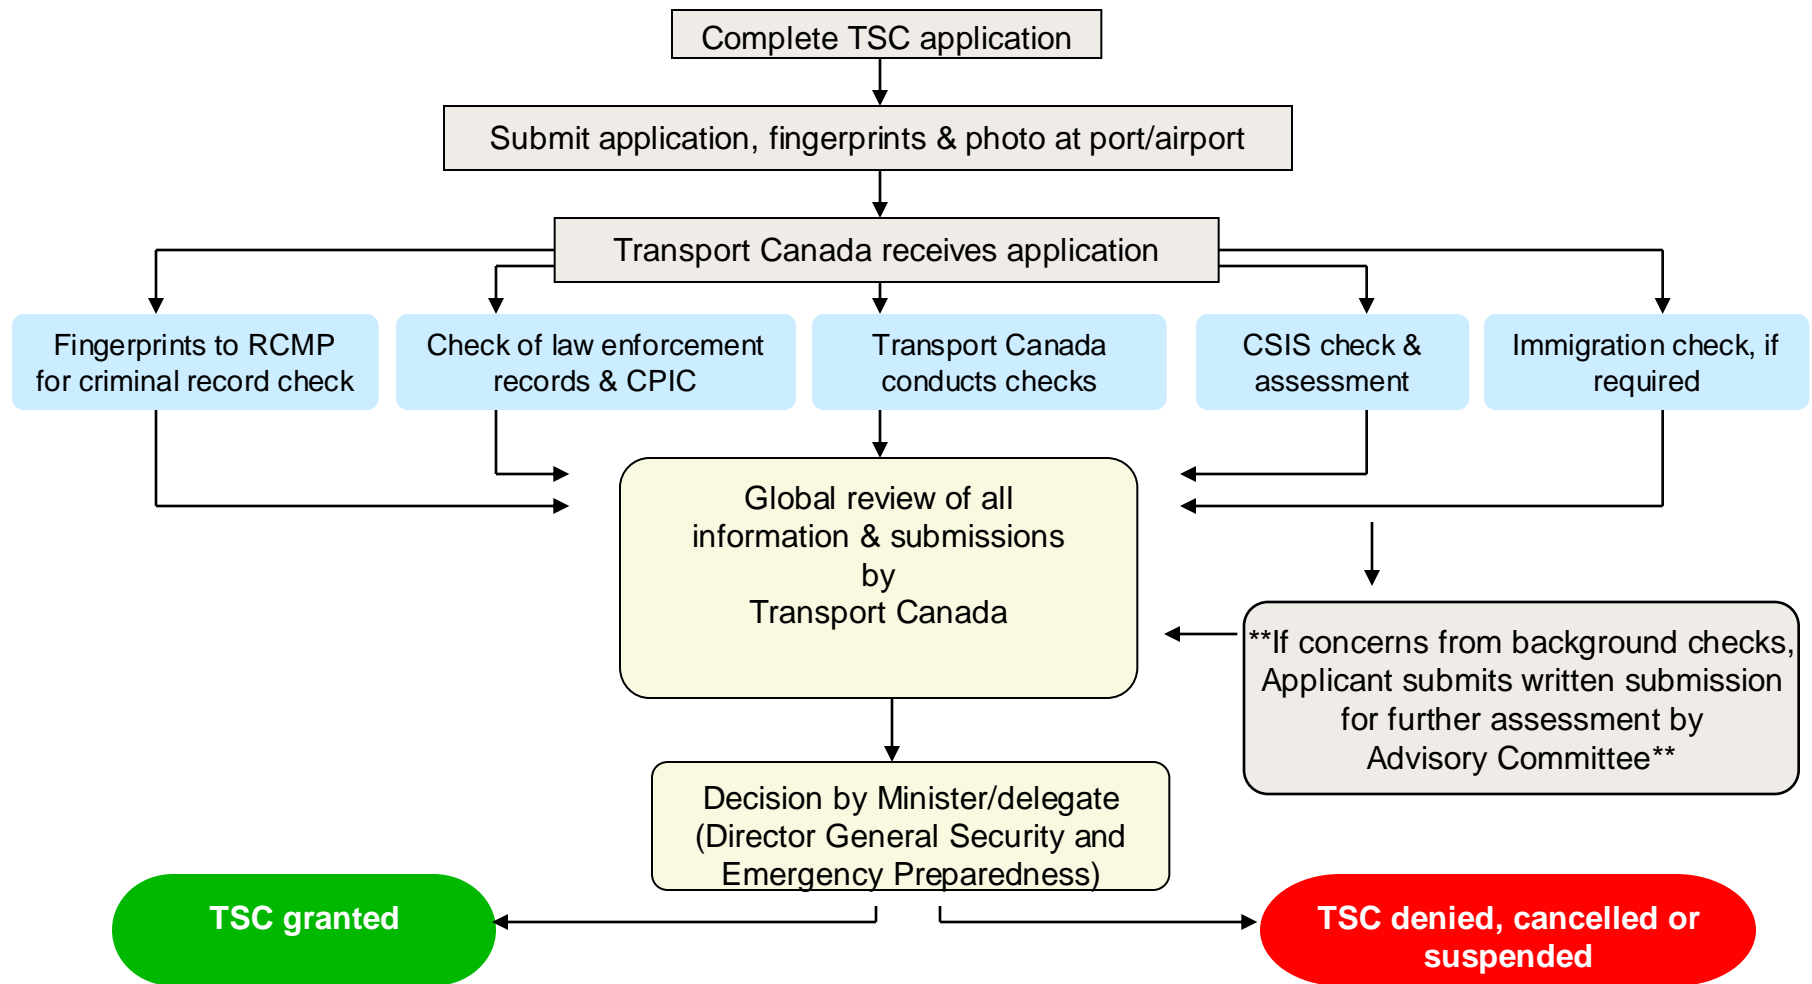 Complete TSC application
Submit application, fingerprints & photo at port/airport
Transport Canada receives application
Fingerprints to RCMP
for criminal record check
Check of law enforcement
records & CPIC
Transport Canada
conducts checks
CSIS check &
assessment
Immigration check, if
required
Global review of all
information & submissions
by
Transport Canada
**If concerns from background checks,
Applicant submits written submission
for further assessment by
Advisory Committee**
Decision by Minister/delegate
(Director General Security and
Emergency Preparedness)
TSC granted
TSC denied, cancelled or
suspended